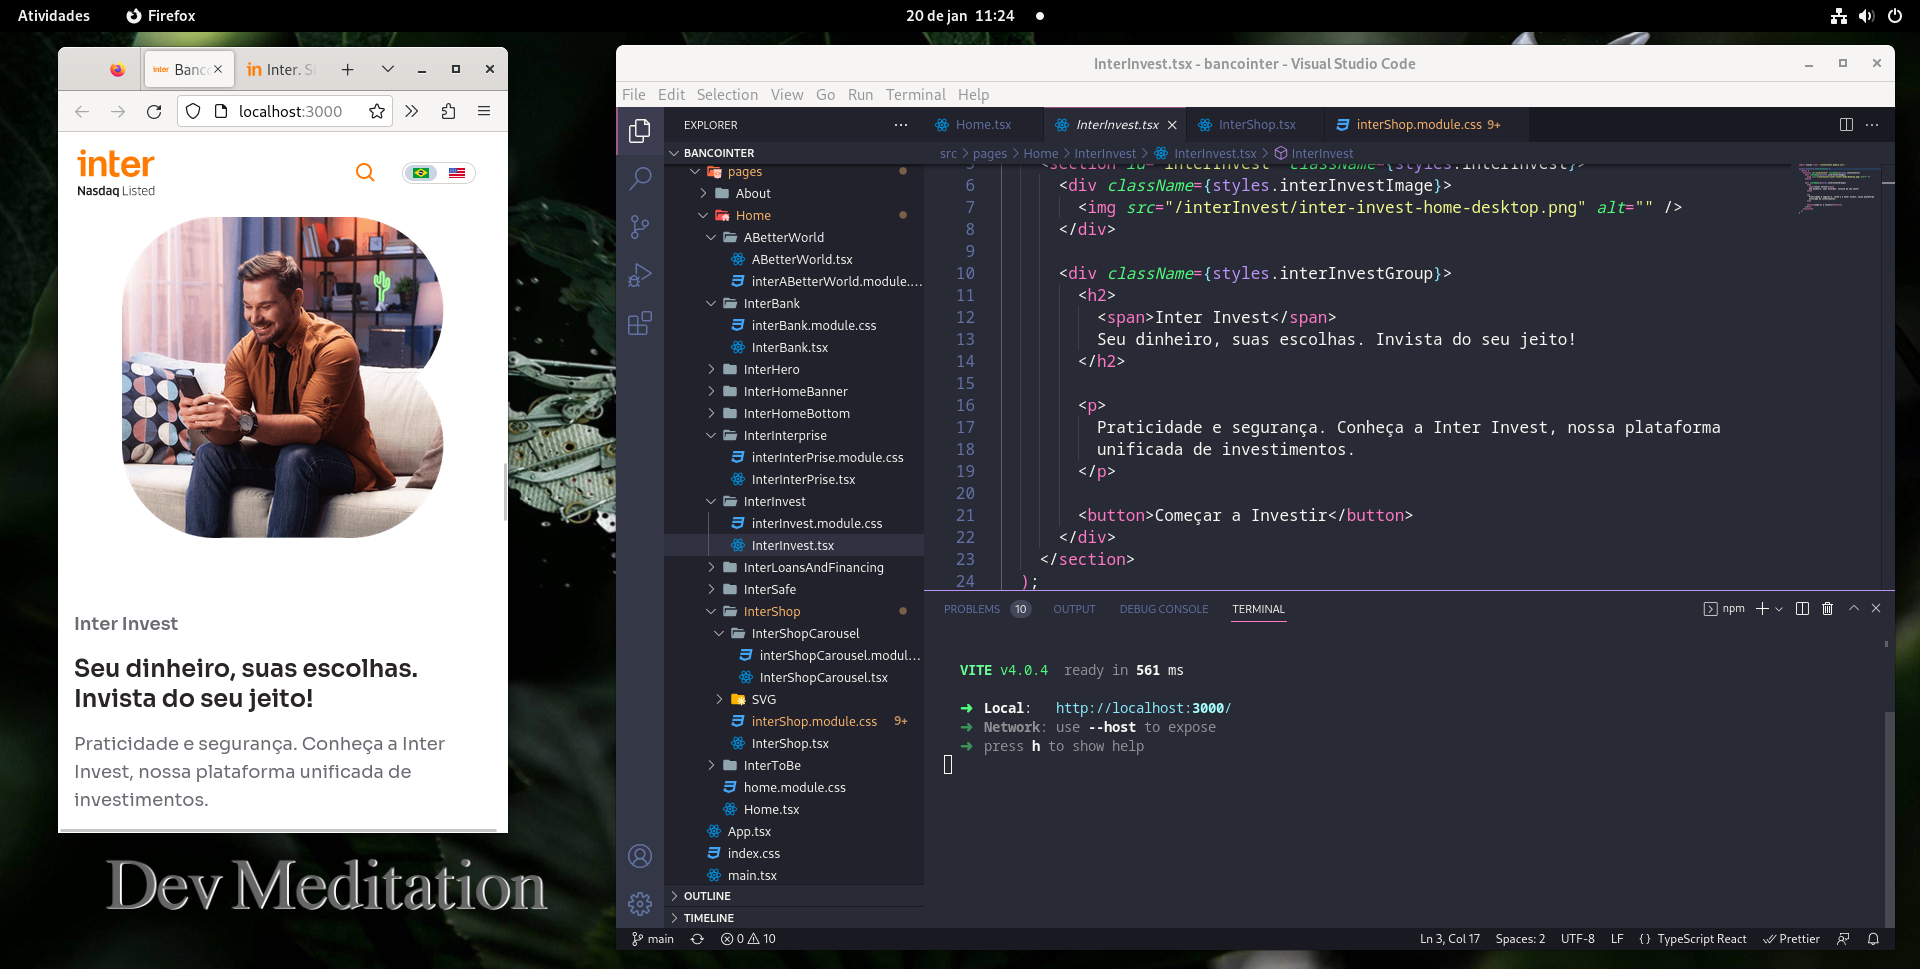 Atividades
Firefox
20 de jan 11:24
Banc
Inter. S
localhost:3000
inter
Nasdaq Listed
Inter Invest
Seu dinheiro, suas escolhas.
Invista do seu jeito!
Praticidade e segurança. Conheça a Inter
Invest, nossa plataforma unificada de
investimentos.
Dev Meditation
InterInvest.tsx - bancointer - Visual Studio Code
File Edit Selection View Go Run Terminal Help
EXPLORER
BANCOINTER
pages
About
Home
ABetterWorld
ABetterWorld.tsx
interABetterWorld.module....
InterBank
interBank.module.css
InterBank.tsx
InterHero
InterHomeBanner
InterHomeBottom
InterInterprise
interInterPrise.module.css
InterInterPrise.tsx
InterInvest
interInvest.module.css
InterInvest.tsx
InterLoansAndFinancing
InterSafe
InterShop
InterShopCarousel
interShopCarousel.modul...
InterShopCarousel.tsx
SVG
interShop.module.css 9+
InterShop.tsx
InterToBe
home.module.css
Home.tsx
App.tsx
index.css
main.tsx
OUTLINE
TIMELINE
Home.tsx InterInvest.tsx InterShop.tsx interShop.module.css 9+
src > pages > Home > InterInvest > InterInvest.tsx > InterInvest
5 <section id="interInvest" className={styles.interInvest}>
6 <div className={styles.interInvestImage}>
7 <img src="/interInvest/inter-invest-home-desktop.png" alt="" />
8 </div>
9
10 <div className={styles.interInvestGroup}>
11 <h2>
12 <span>Inter Invest</span>
13 Seu dinheiro, suas escolhas. Invista do seu jeito!
14 </h2>
15
16 <p>
17 Praticidade e segurança. Conheça a Inter Invest, nossa plataforma
18 unificada de investimentos.
19 </p>
20
21 <button>Começar a Investir</button>
22 </div>
23 </section>
24 );
PROBLEMS 10 OUTPUT DEBUG CONSOLE TERMINAL
npm
VITE v4.0.4 ready in 561 ms
➜ Local: http://localhost:3000/
➜ Network: use --host to expose
➜ press h to show help
main
0 10
Ln 3, Col 17 Spaces: 2 UTF-8 LF {} TypeScript React Prettier